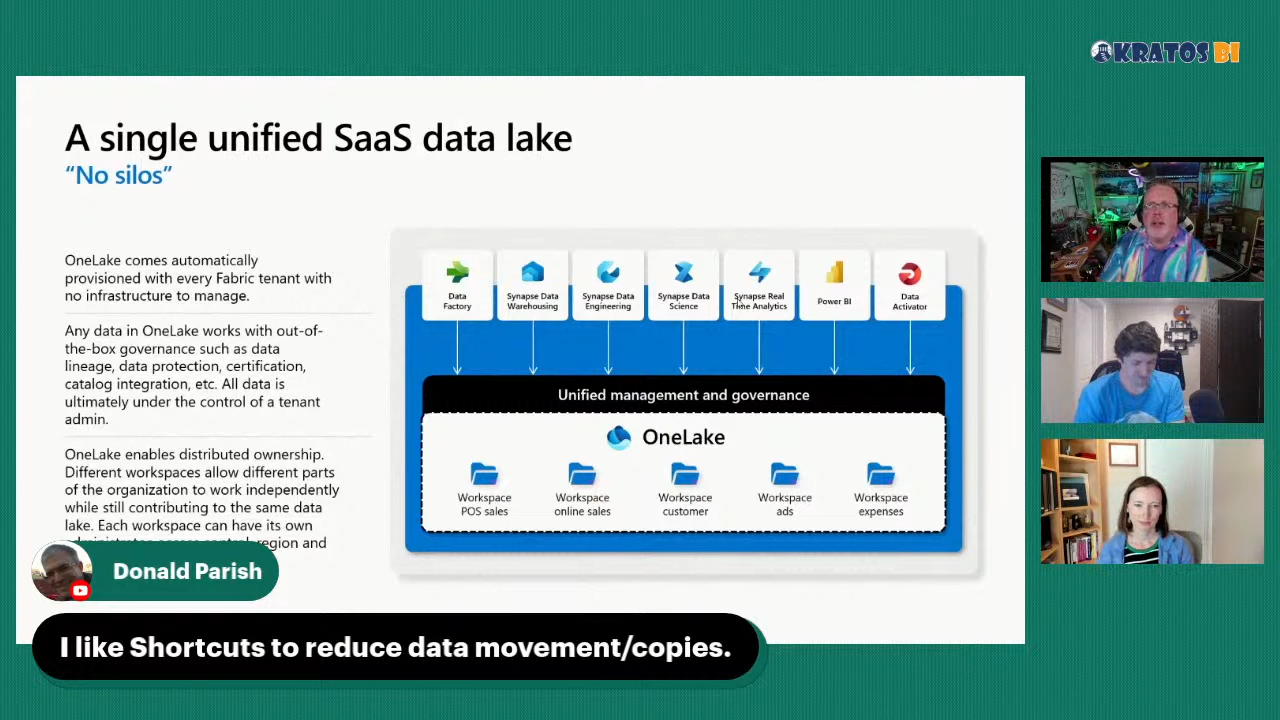 KRATOS BI
A single unified SaaS data lake
“No silos”
OneLake comes automatically
provisioned with every Fabric tenant with
no infrastructure to manage.
Any data in OneLake works with out-of-
the-box governance such as data
lineage, data protection, certification,
catalog integration, etc. All data is
ultimately under the control of a tenant
admin.
OneLake enables distributed ownership.
Different workspaces allow different parts
of the organization to work independently
while still contributing to the same data
lake. Each workspace can have its own
region and
Data
Factory
Synapse Data
Warehousing
Synapse Data
Engineering
Synapse Data
Science
Synapse Real
Time Analytics
Power BI
Data
Activator
Unified management and governance
OneLake
Workspace
POS sales
Workspace
online sales
Workspace
customer
Workspace
ads
Workspace
expenses
Donald Parish
I like Shortcuts to reduce data movement/copies.